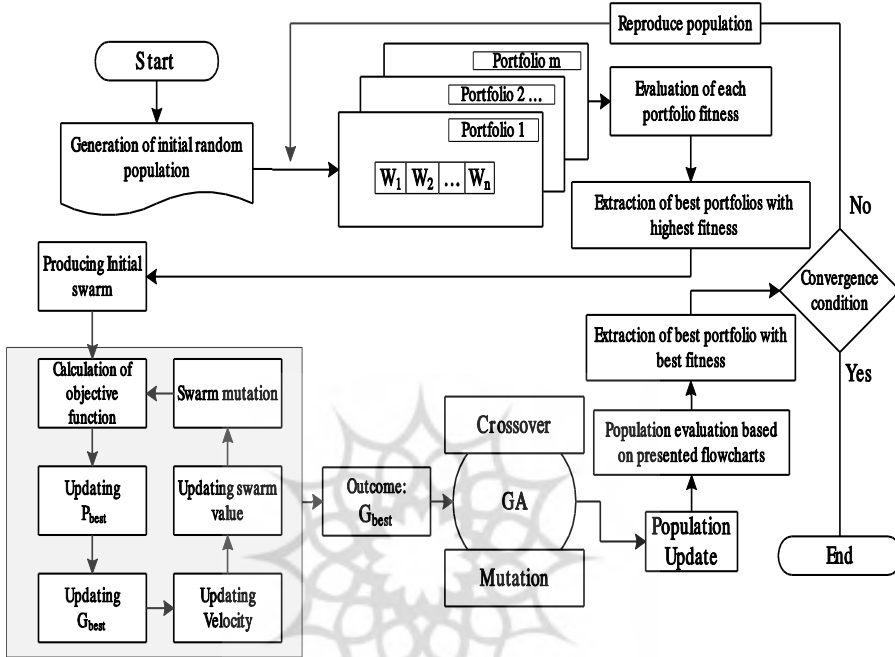 Start
Generation of initial random
population
Portfolio m
Portfolio 2 ...
Portfolio 1
W1 W2 ... Wn
Reproduce population
Evaluation of each
portfolio fitness
Extraction of best portfolios with
highest fitness
Producing Initial
swarm
Calculation of
objective
function
Updating
Pbest
Updating
Gbest
Updating
Velocity
Updating swarm
value
Swarm mutation
Outcome:
Gbest
Crossover
GA
Mutation
Population
Update
Population evaluation based
on presented flowcharts
Extraction of best portfolio with
best fitness
Convergence
condition
No
Yes
End